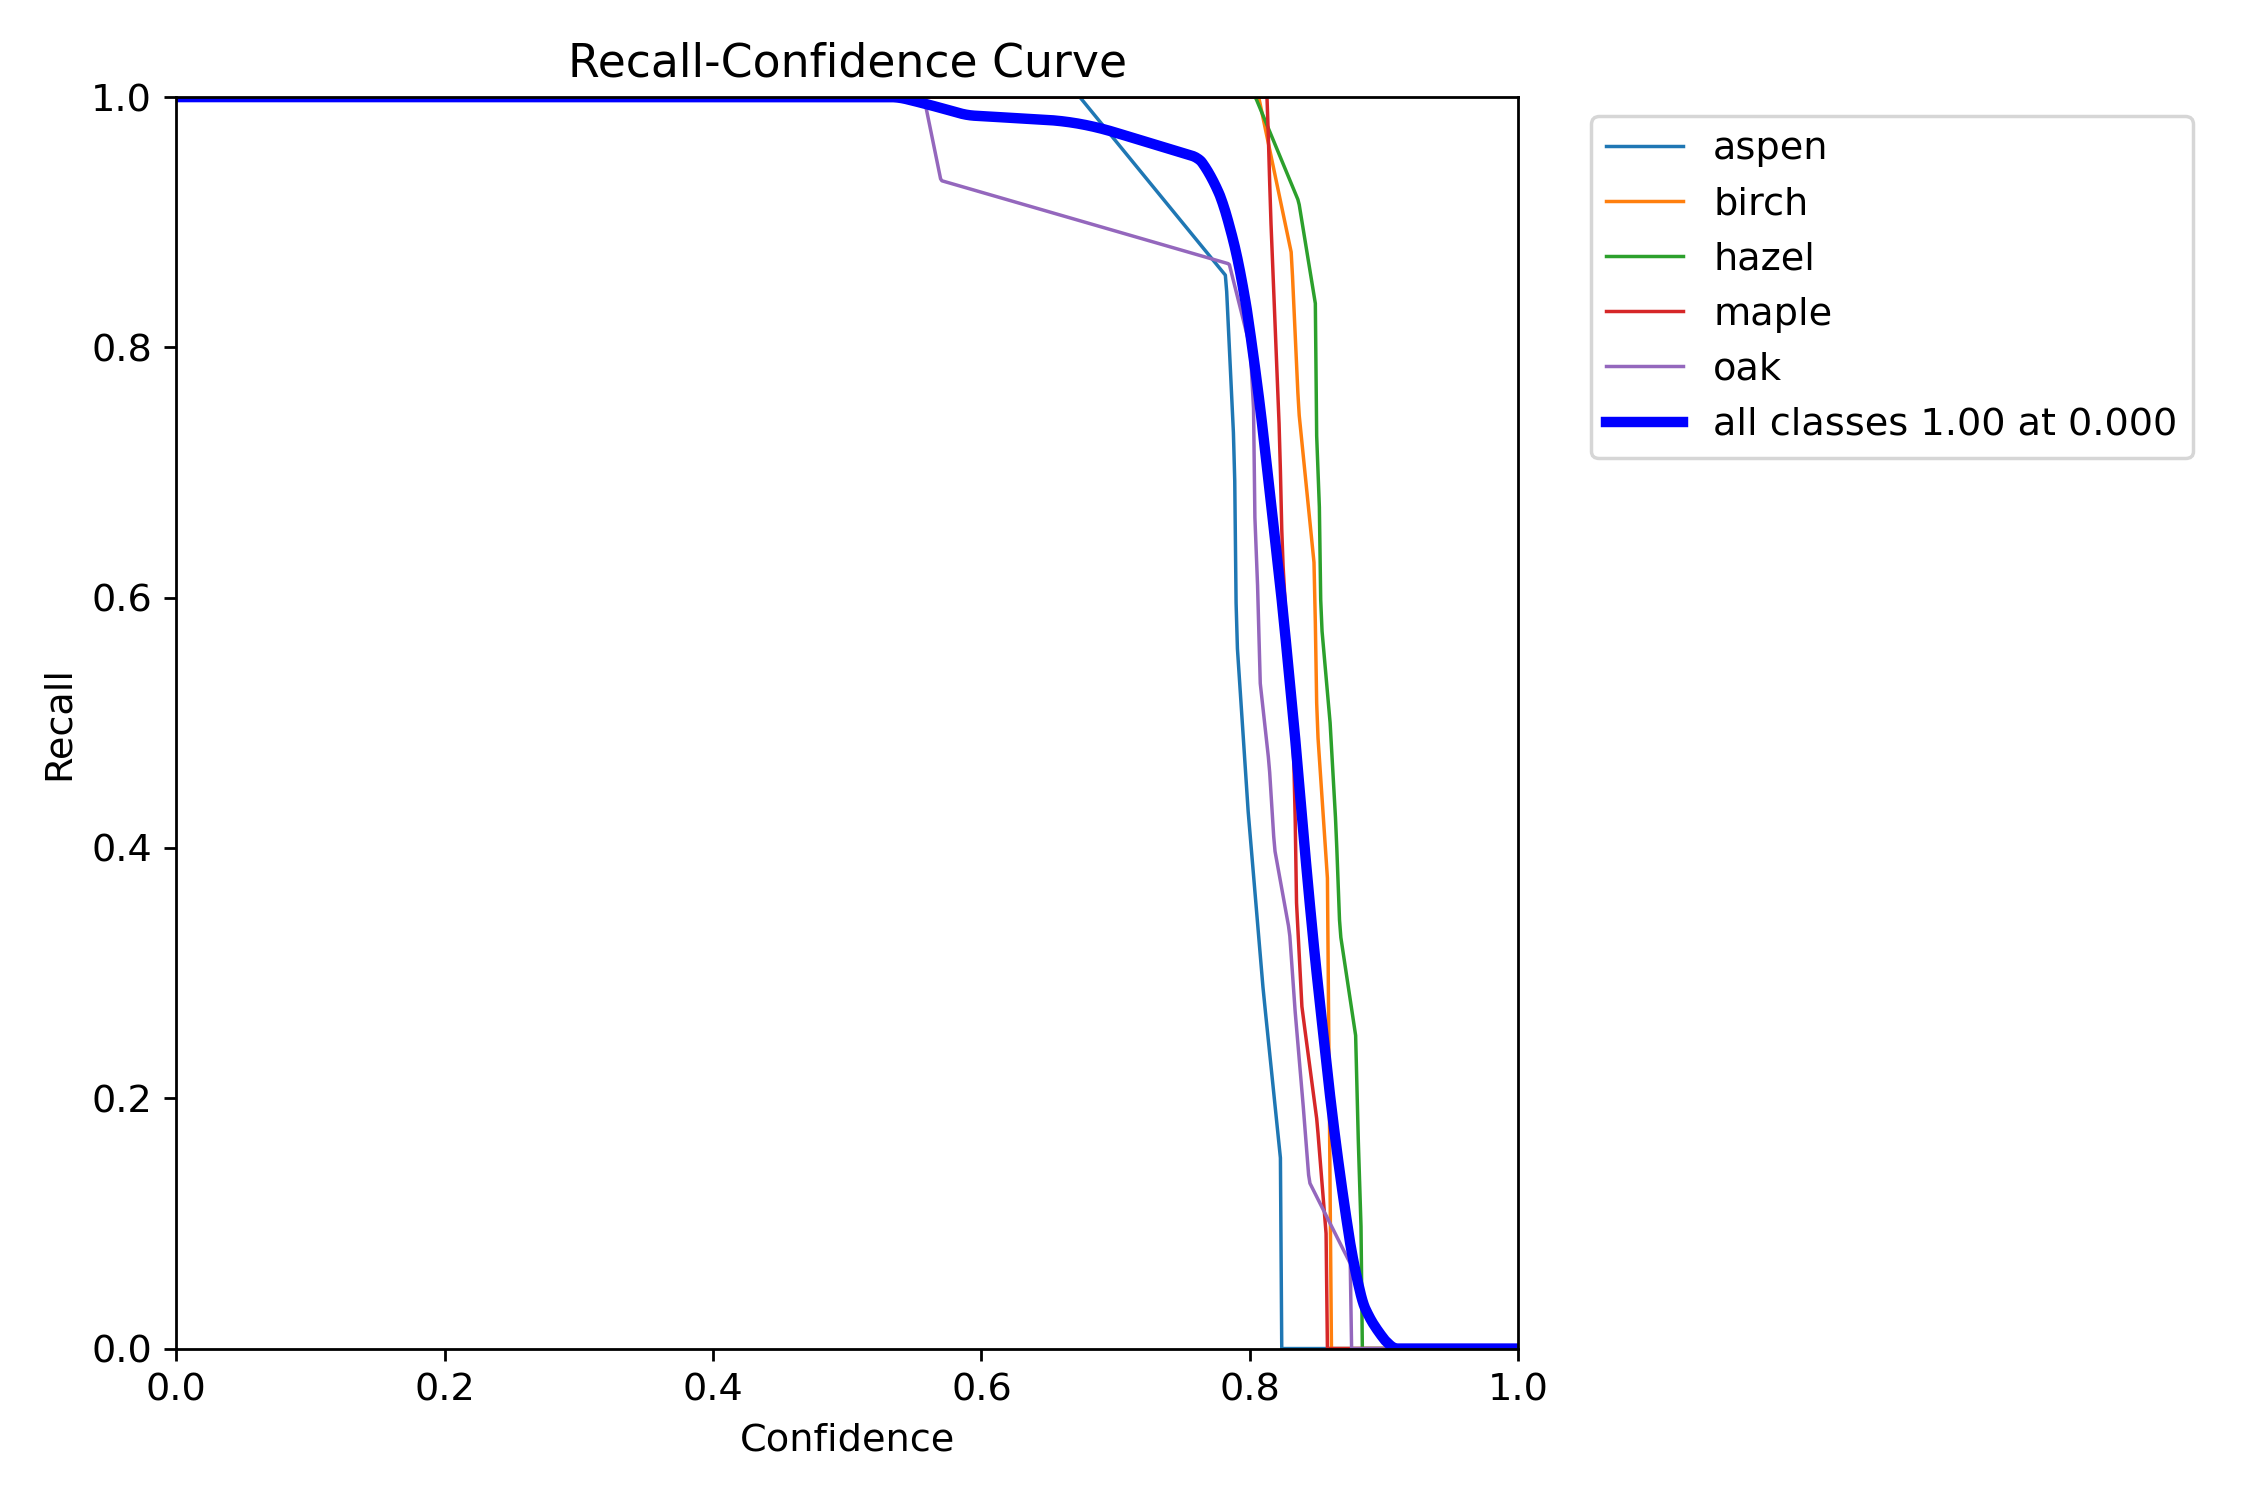 Recall-Confidence Curve
1.0
0.8
0.6
0.4
0.2
0.0
Recall
0.0 0.2 0.4 0.6 0.8 1.0
Confidence
aspen
birch
hazel
maple
oak
all classes 1.00 at 0.000